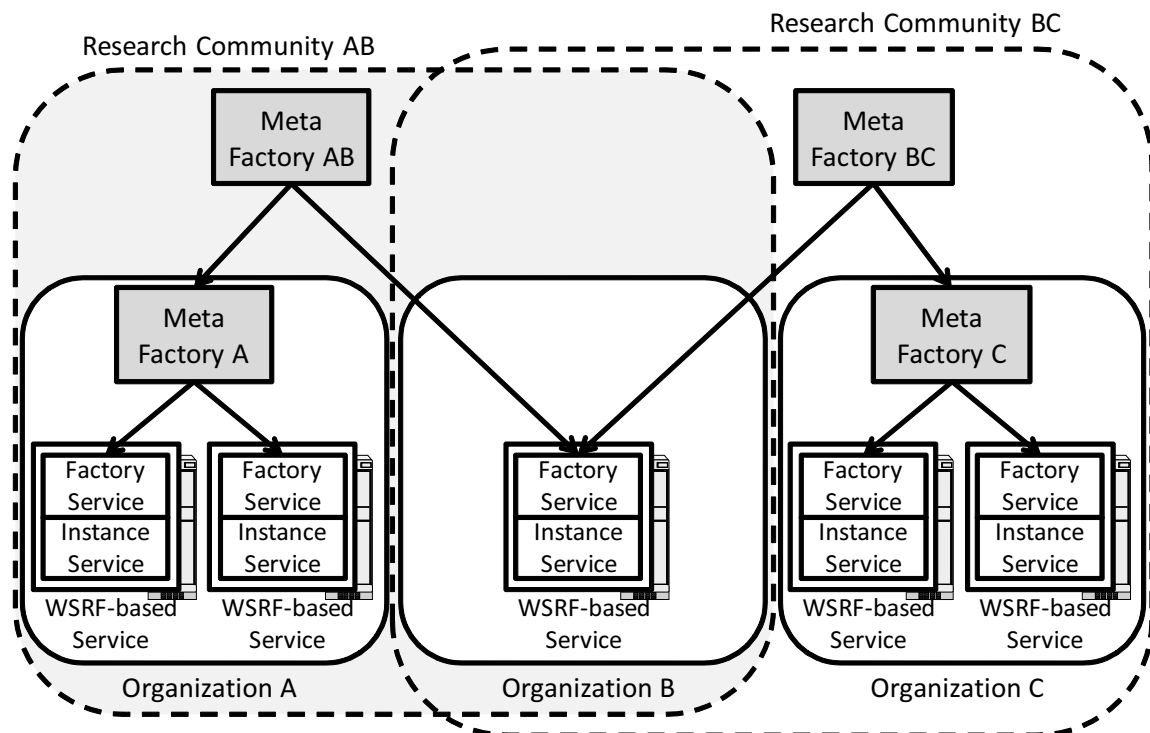 Research Community AB
Research Community BC
Meta
Factory AB
Meta
Factory BC
Meta
Factory A
Meta
Factory C
Factory
Service
Instance
Service
WSRF-based
Service
Factory
Service
Instance
Service
WSRF-based
Service
Factory
Service
Instance
Service
WSRF-based
Service
Factory
Service
Instance
Service
WSRF-based
Service
Factory
Service
Instance
Service
WSRF-based
Service
Organization A
Organization B
Organization C